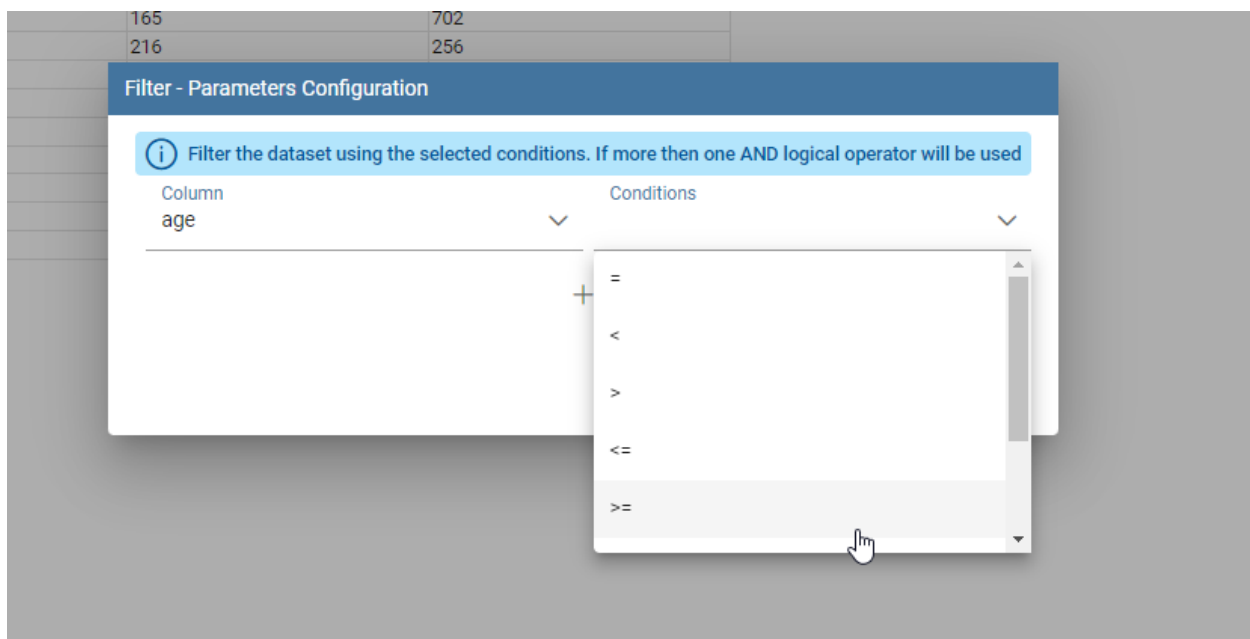 165 702
216 256
Filter - Parameters Configuration
Filter the dataset using the selected conditions. If more then one AND logical operator will be used
Column Conditions
age
=
<
>
<=
>=